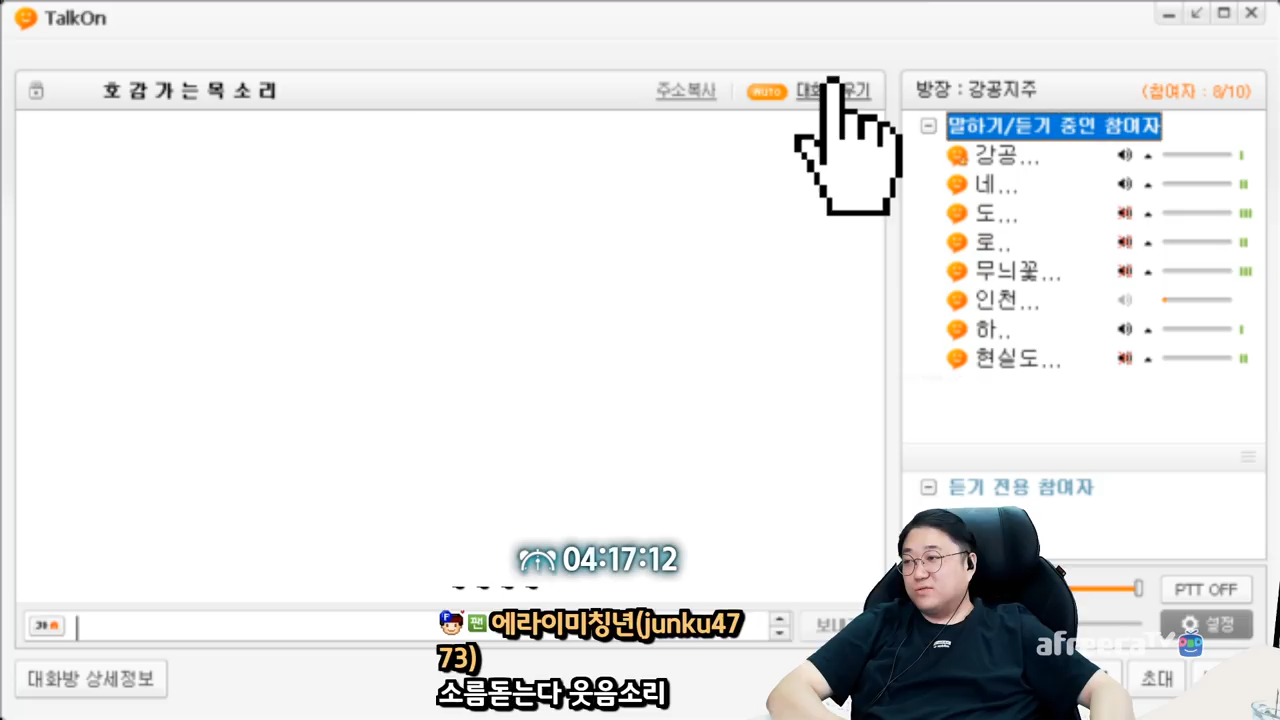 TalkOn
호감가는목소리
주소복사
AUTO
방장 : 강공지주
(참여자 : 8/10)
말하기/듣기 중인 참여자
강공...
네...
도...
로..
무늬꽃...
인천...
하..
현실도...
듣기 전용 참여자
04:17:12
PTT OFF
설정
팬 에라이미칭년(junku47
73)
소름돋는다 웃음소리
afreecaTV
대화방 상세정보
초대